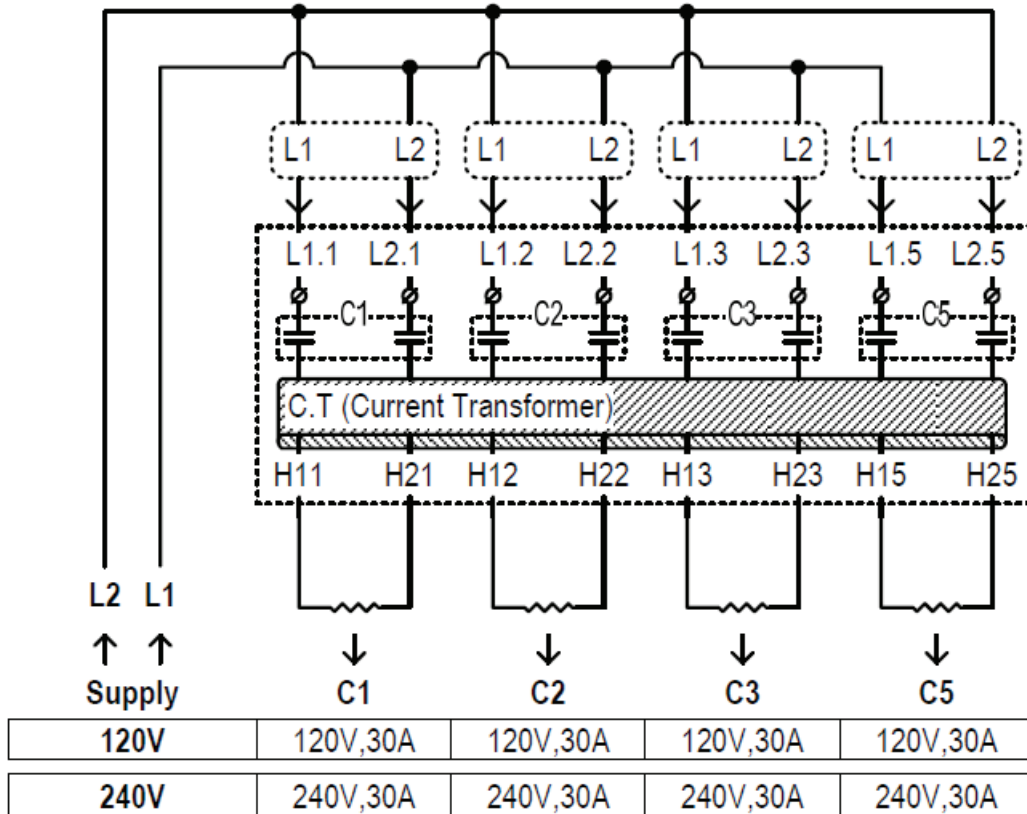 L1 L2 L1 L2 L1 L2 L1 L2
L1.1 L2.1 L1.2 L2.2 L1.3 L2.3 L1.5 L2.5
C1 C2 C3 C5
C.T (Current Transformer)
H11 H21 H12 H22 H13 H23 H15 H25
L2 L1
Supply C1 C2 C3 C5
120V 120V,30A 120V,30A 120V,30A 120V,30A
240V 240V,30A 240V,30A 240V,30A 240V,30A